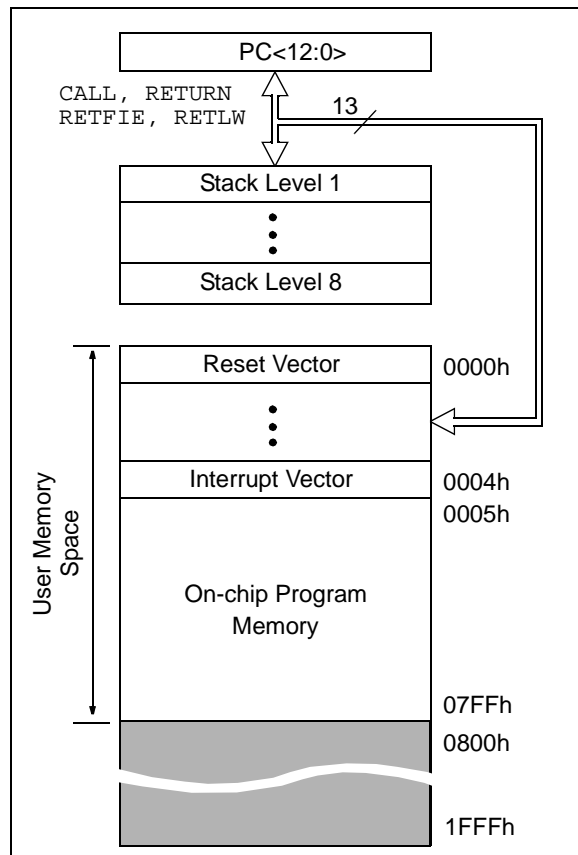 PC<12:0>
CALL, RETURN
RETFIE, RETLW
13
Stack Level 1
Stack Level 8
Reset Vector
0000h
Interrupt Vector
0004h
0005h
User Memory
Space
On-chip Program
Memory
07FFh
0800h
1FFFh